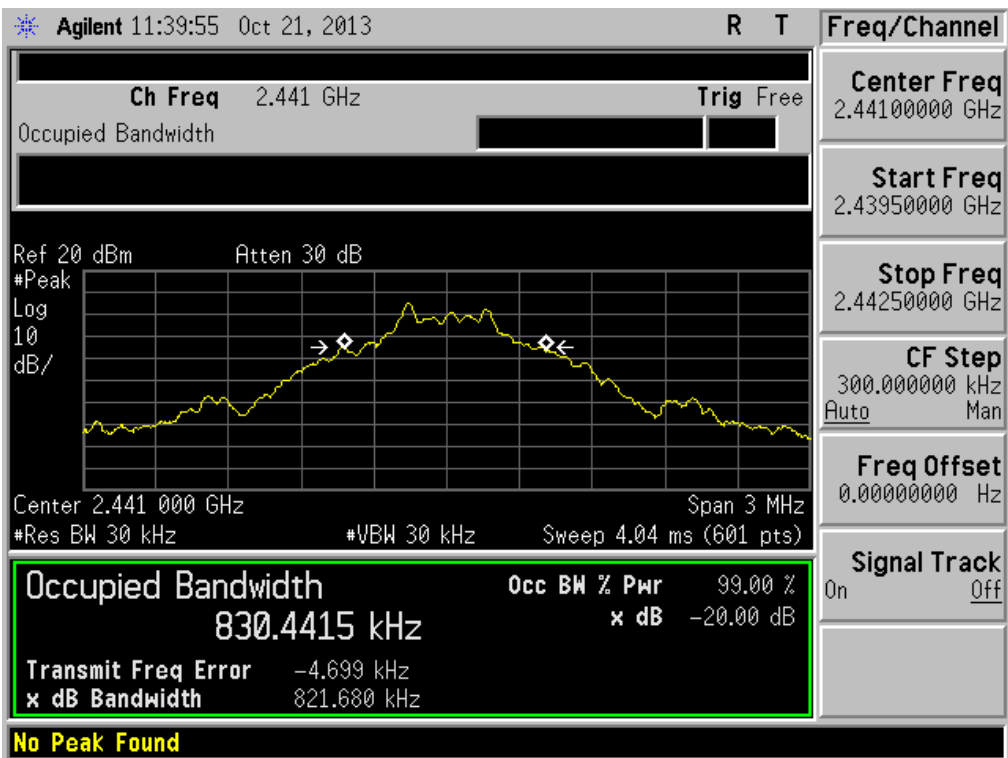 Agilent 11:39:55 Oct 21, 2013 R T
Freq/Channel
Ch Freq 2.441 GHz Trig Free
Occupied Bandwidth
Center Freq
2.44100000 GHz
Start Freq
2.43950000 GHz
Stop Freq
2.44250000 GHz
CF Step
300.000000 kHz
Auto Man
Freq Offset
0.00000000 Hz
Signal Track
On Off
Ref 20 dBm Atten 30 dB
#Peak
Log
10
dB/
Center 2.441 000 GHz Span 3 MHz
#Res BW 30 kHz #VBW 30 kHz Sweep 4.04 ms (601 pts)
Occupied Bandwidth
830.4415 kHz
Occ BW % Pwr 99.00 %
x dB -20.00 dB
Transmit Freq Error -4.699 kHz
x dB Bandwidth 821.680 kHz
No Peak Found